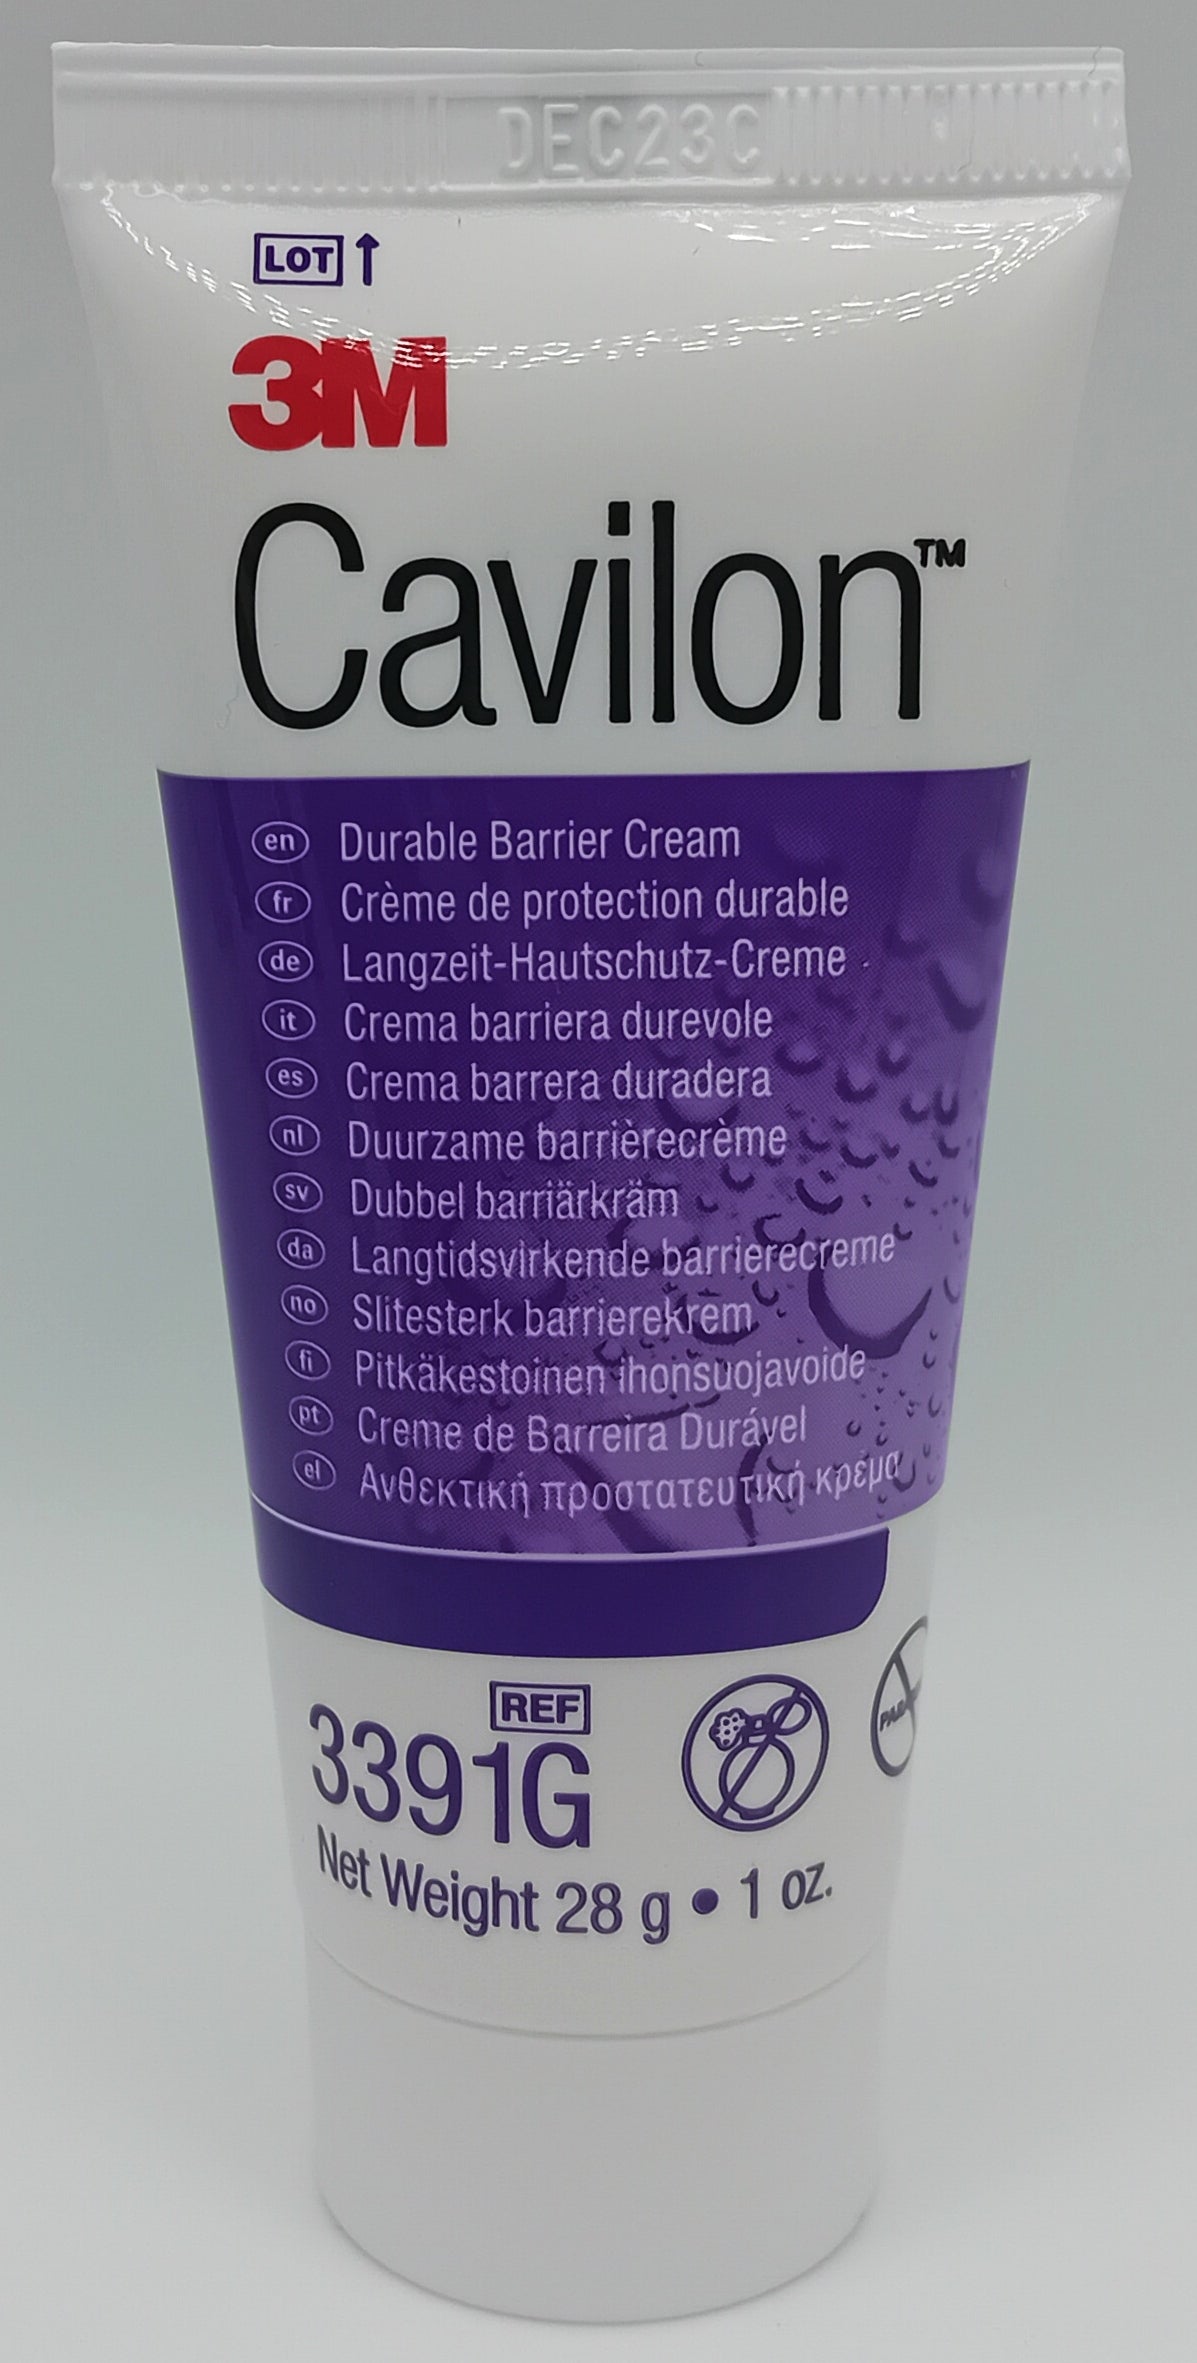 DEC23C
LOT ↑
3M
Cavilon™
en Durable Barrier Cream
fr Crème de protection durable
de Langzeit-Hautschutz-Creme
it Crema barriera durevole
es Crema barrera duradera
nl Duurzame barrièrecrème
sv Dubbel barriärkräm
da Langtidsvirkende barrierecreme
no Slitesterk barrierekrem
fi Pitkäkestoinen ihonsuojavoide
pt Creme de Barreira Durável
el Ανθεκτική προστατευτική κρέμα
REF
3391G
Net Weight 28 g • 1 oz.